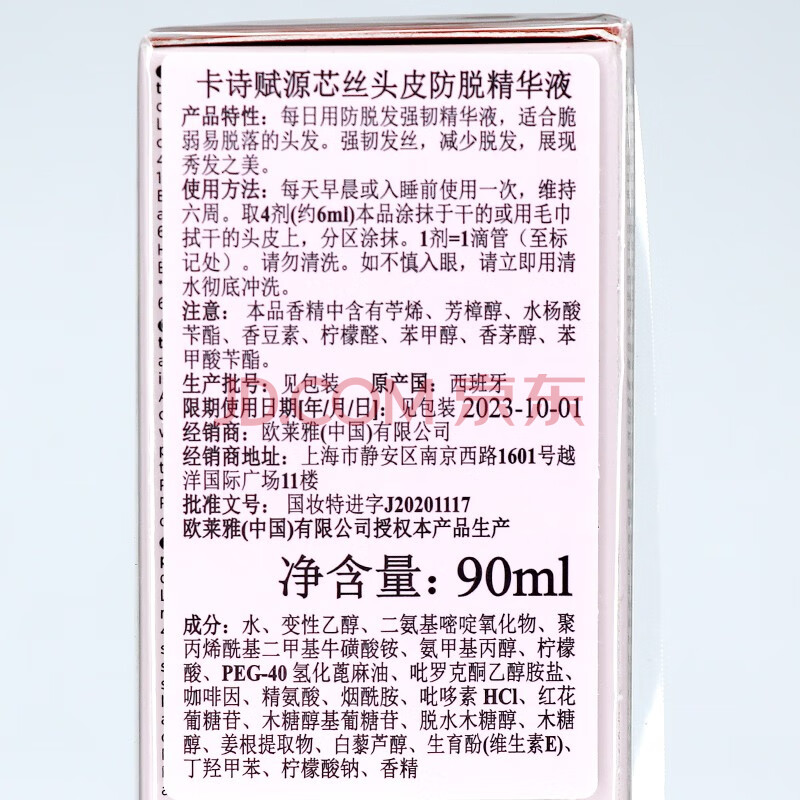 卡诗赋源芯丝头皮防脱精华液
产品特性：每日用防脱发强韧精华液，适合脆
弱易脱落的头发。强韧发丝，减少脱发，展现
秀发之美。
使用方法：每天早晨或入睡前使用一次，维持
六周。取4剂(约6ml)本品涂抹于干的或用毛巾
拭干的头皮上，分区涂抹。1剂=1滴管（至标
记处）。请勿清洗。如不慎入眼，请立即用清
水彻底冲洗。
注意： 本品香精中含有苧烯、芳樟醇、水杨酸
苄酯、香豆素、柠檬醛、苯甲醇、香茅醇、苯
甲酸苄酯。
生产批号：见包装 原产国：西班牙
限期使用日期(年/月/日)：见包装 2023-10-01
经销商：欧莱雅(中国)有限公司
经销商地址：上海市静安区南京西路1601号越
洋国际广场11楼
批准文号： 国妆特进字J20201117
欧莱雅(中国)有限公司授权本产品生产
净含量：90ml
成分：水、变性乙醇、二氨基嘧啶氧化物、聚
丙烯酰基二甲基牛磺酸铵、氨甲基丙醇、柠檬
酸、PEG-40 氢化蓖麻油、吡罗克酮乙醇胺盐、
咖啡因、精氨酸、烟酰胺、吡哆素 HCl、红花
葡糖苷、木糖醇基葡糖苷、脱水木糖醇、木糖
醇、姜根提取物、白藜芦醇、生育酚(维生素E)、
丁羟甲苯、柠檬酸钠、香精
JD.COM 京东